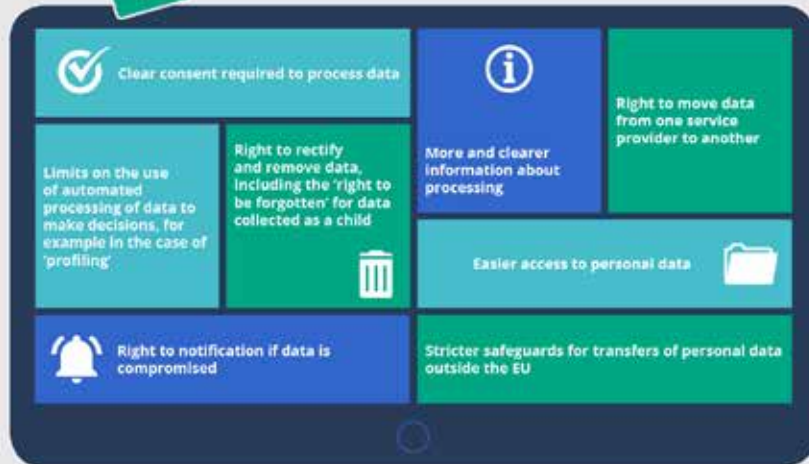 Clear consent required to process data
Limits on the use
of automated
processing of data to
make decisions, for
example in the case of
'profiling'
Right to rectify
and remove data,
including the 'right to
be forgotten' for data
collected as a child
Right to notification if data is
compromised
More and clearer
information about
processing
Right to move data
from one service
provider to another
Easier access to personal data
Stricter safeguards for transfers of personal data
outside the EU